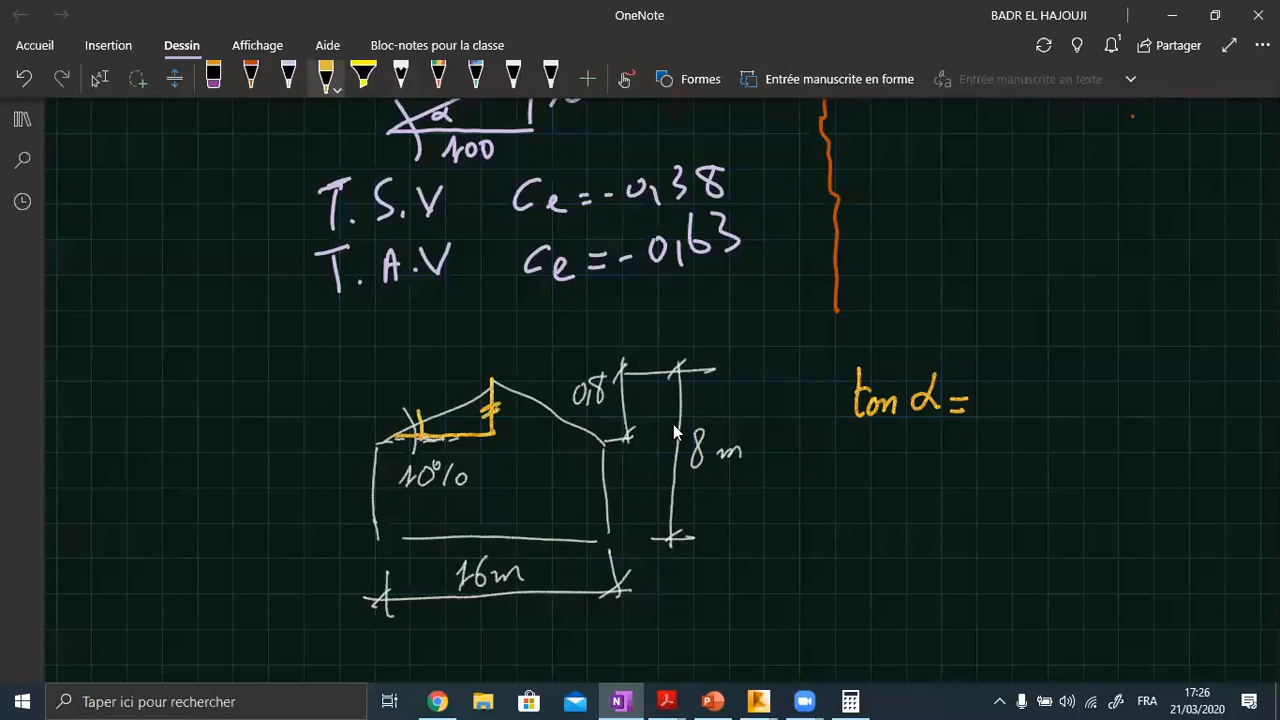 OneNote
BADR EL HAJOUJI
Accueil Insertion Dessin Affichage Aide Bloc-notes pour la classe
Partager
Formes Entrée manuscrite en forme Entrée manuscrite en texte
α
100
T. S. V Ce = - 0,38
T. A. V Ce = - 0,63
0,8
tan α =
8 m
10%
16m
Taper ici pour rechercher
FRA
17:26
21/03/2020